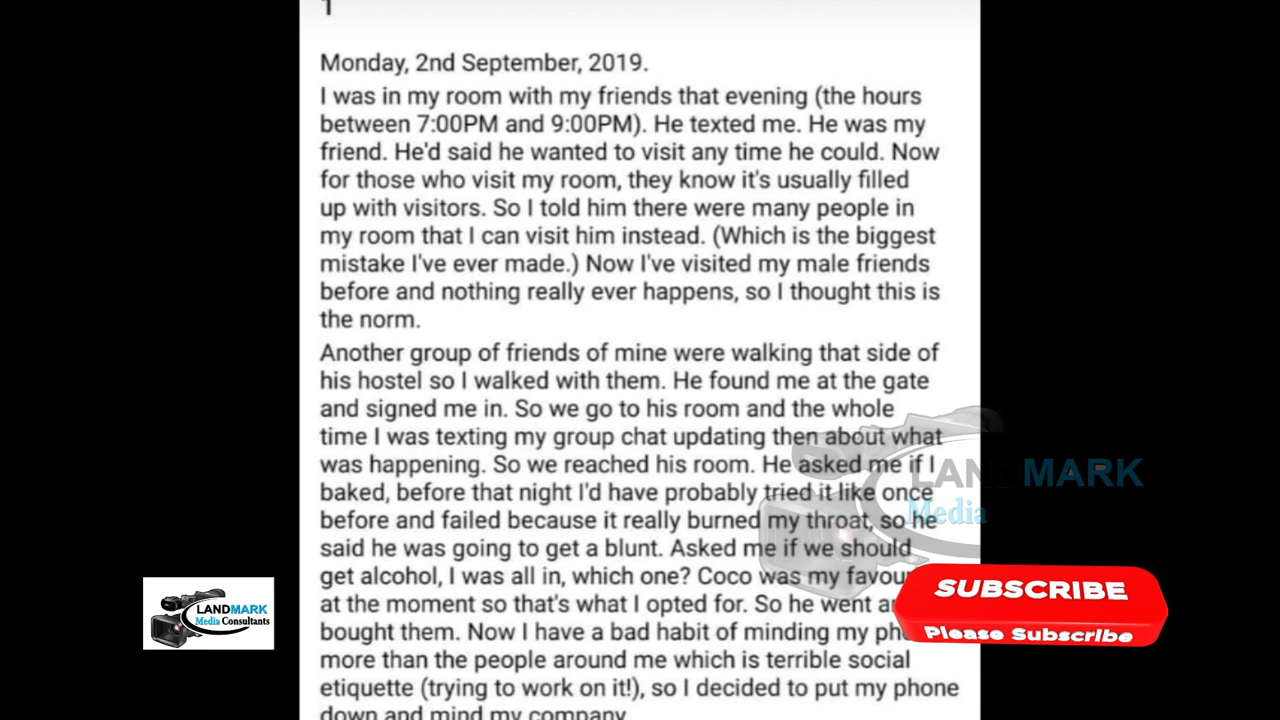 1
Monday, 2nd September, 2019.
I was in my room with my friends that evening (the hours
between 7:00PM and 9:00PM). He texted me. He was my
friend. He'd said he wanted to visit any time he could. Now
for those who visit my room, they know it's usually filled
up with visitors. So I told him there were many people in
my room that I can visit him instead. (Which is the biggest
mistake I've ever made.) Now I've visited my male friends
before and nothing really ever happens, so I thought this is
the norm.
Another group of friends of mine were walking that side of
his hostel so I walked with them. He found me at the gate
and signed me in. So we go to his room and the whole
time I was texting my group chat updating then about what
was happening. So we reached his room. He asked me if I
baked, before that night I'd have probably tried it like once
before and failed because it really burned my throat, so he
said he was going to get a blunt. Asked me if we should
get alcohol, I was all in, which one? Coco was my
at the moment so that's what I opted for. So he went
bought them. Now I have a bad habit of minding my
more than the people around me which is terrible social
etiquette (trying to work on it!), so I decided to put my phone
down and mind my company
LANDMARK
Media
LANDMARK
Media Consultants
SUBSCRIBE
Please Subscribe